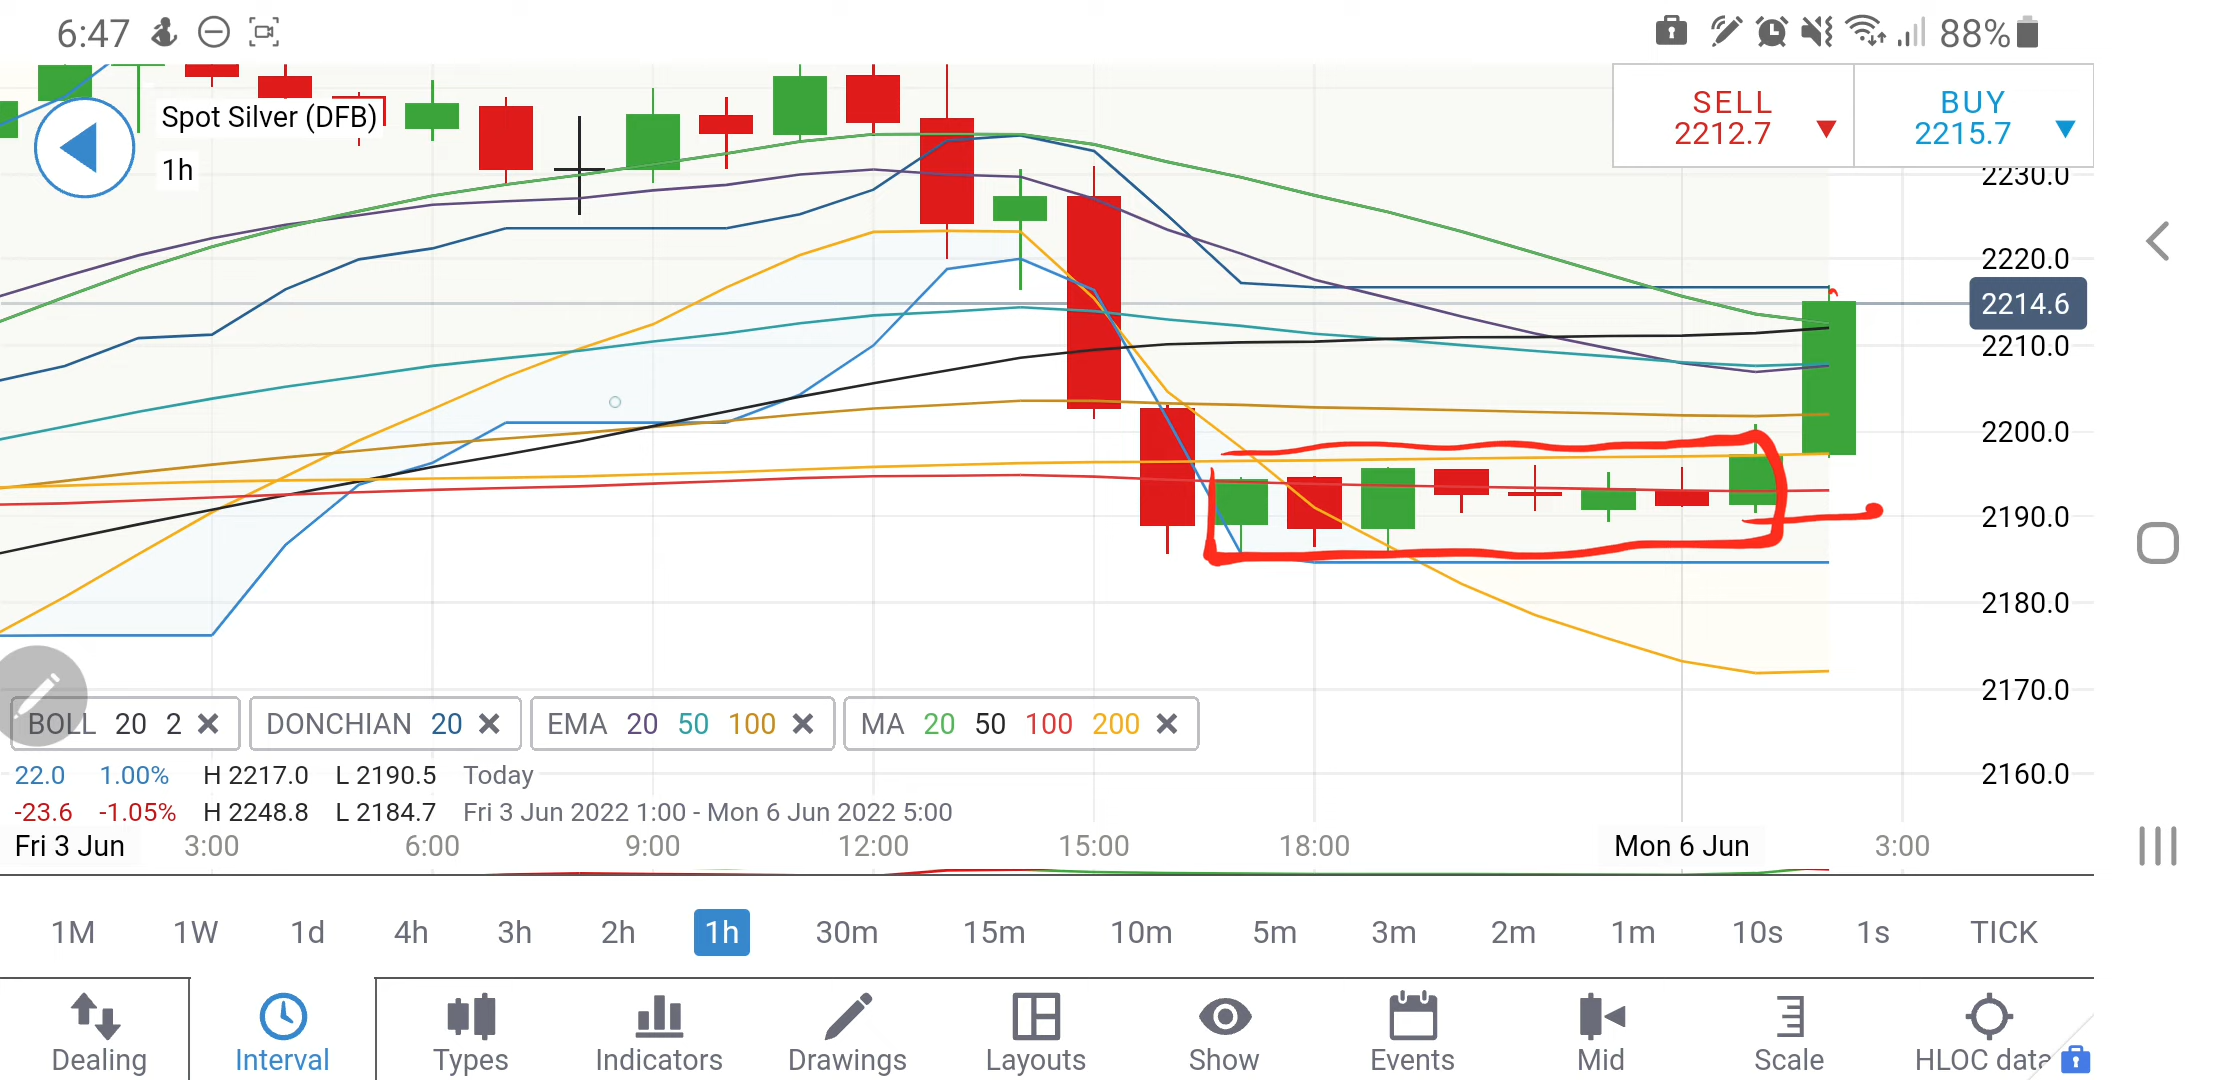 6:47
88%
Spot Silver (DFB)
1h
SELL
2212.7
BUY
2215.7
2230.0
2220.0
2214.6
2210.0
2200.0
2190.0
2180.0
2170.0
2160.0
BOLL 20 2
DONCHIAN 20
EMA 20 50 100
MA 20 50 100 200
22.0 1.00% H 2217.0 L 2190.5 Today
-23.6 -1.05% H 2248.8 L 2184.7 Fri 3 Jun 2022 1:00 - Mon 6 Jun 2022 5:00
Fri 3 Jun 3:00 6:00 9:00 12:00 15:00 18:00 Mon 6 Jun 3:00
1M 1W 1d 4h 3h 2h 1h 30m 15m 10m 5m 3m 2m 1m 10s 1s TICK
Dealing Interval Types Indicators Drawings Layouts Show Events Mid Scale HLOC data